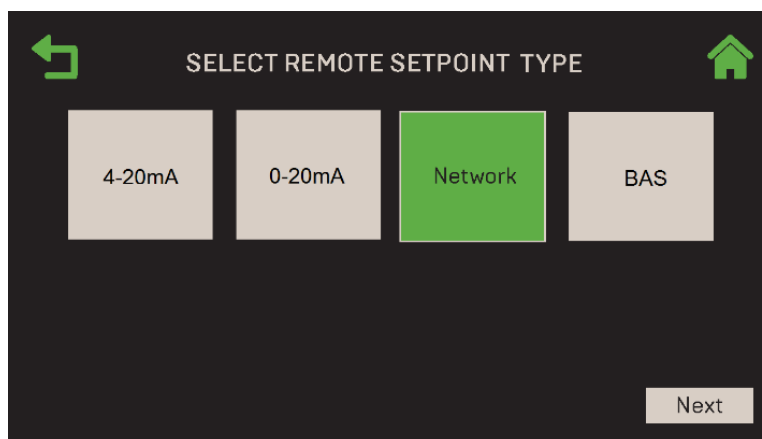 SELECT REMOTE SETPOINT TYPE
4-20mA
0-20mA
Network
BAS
Next